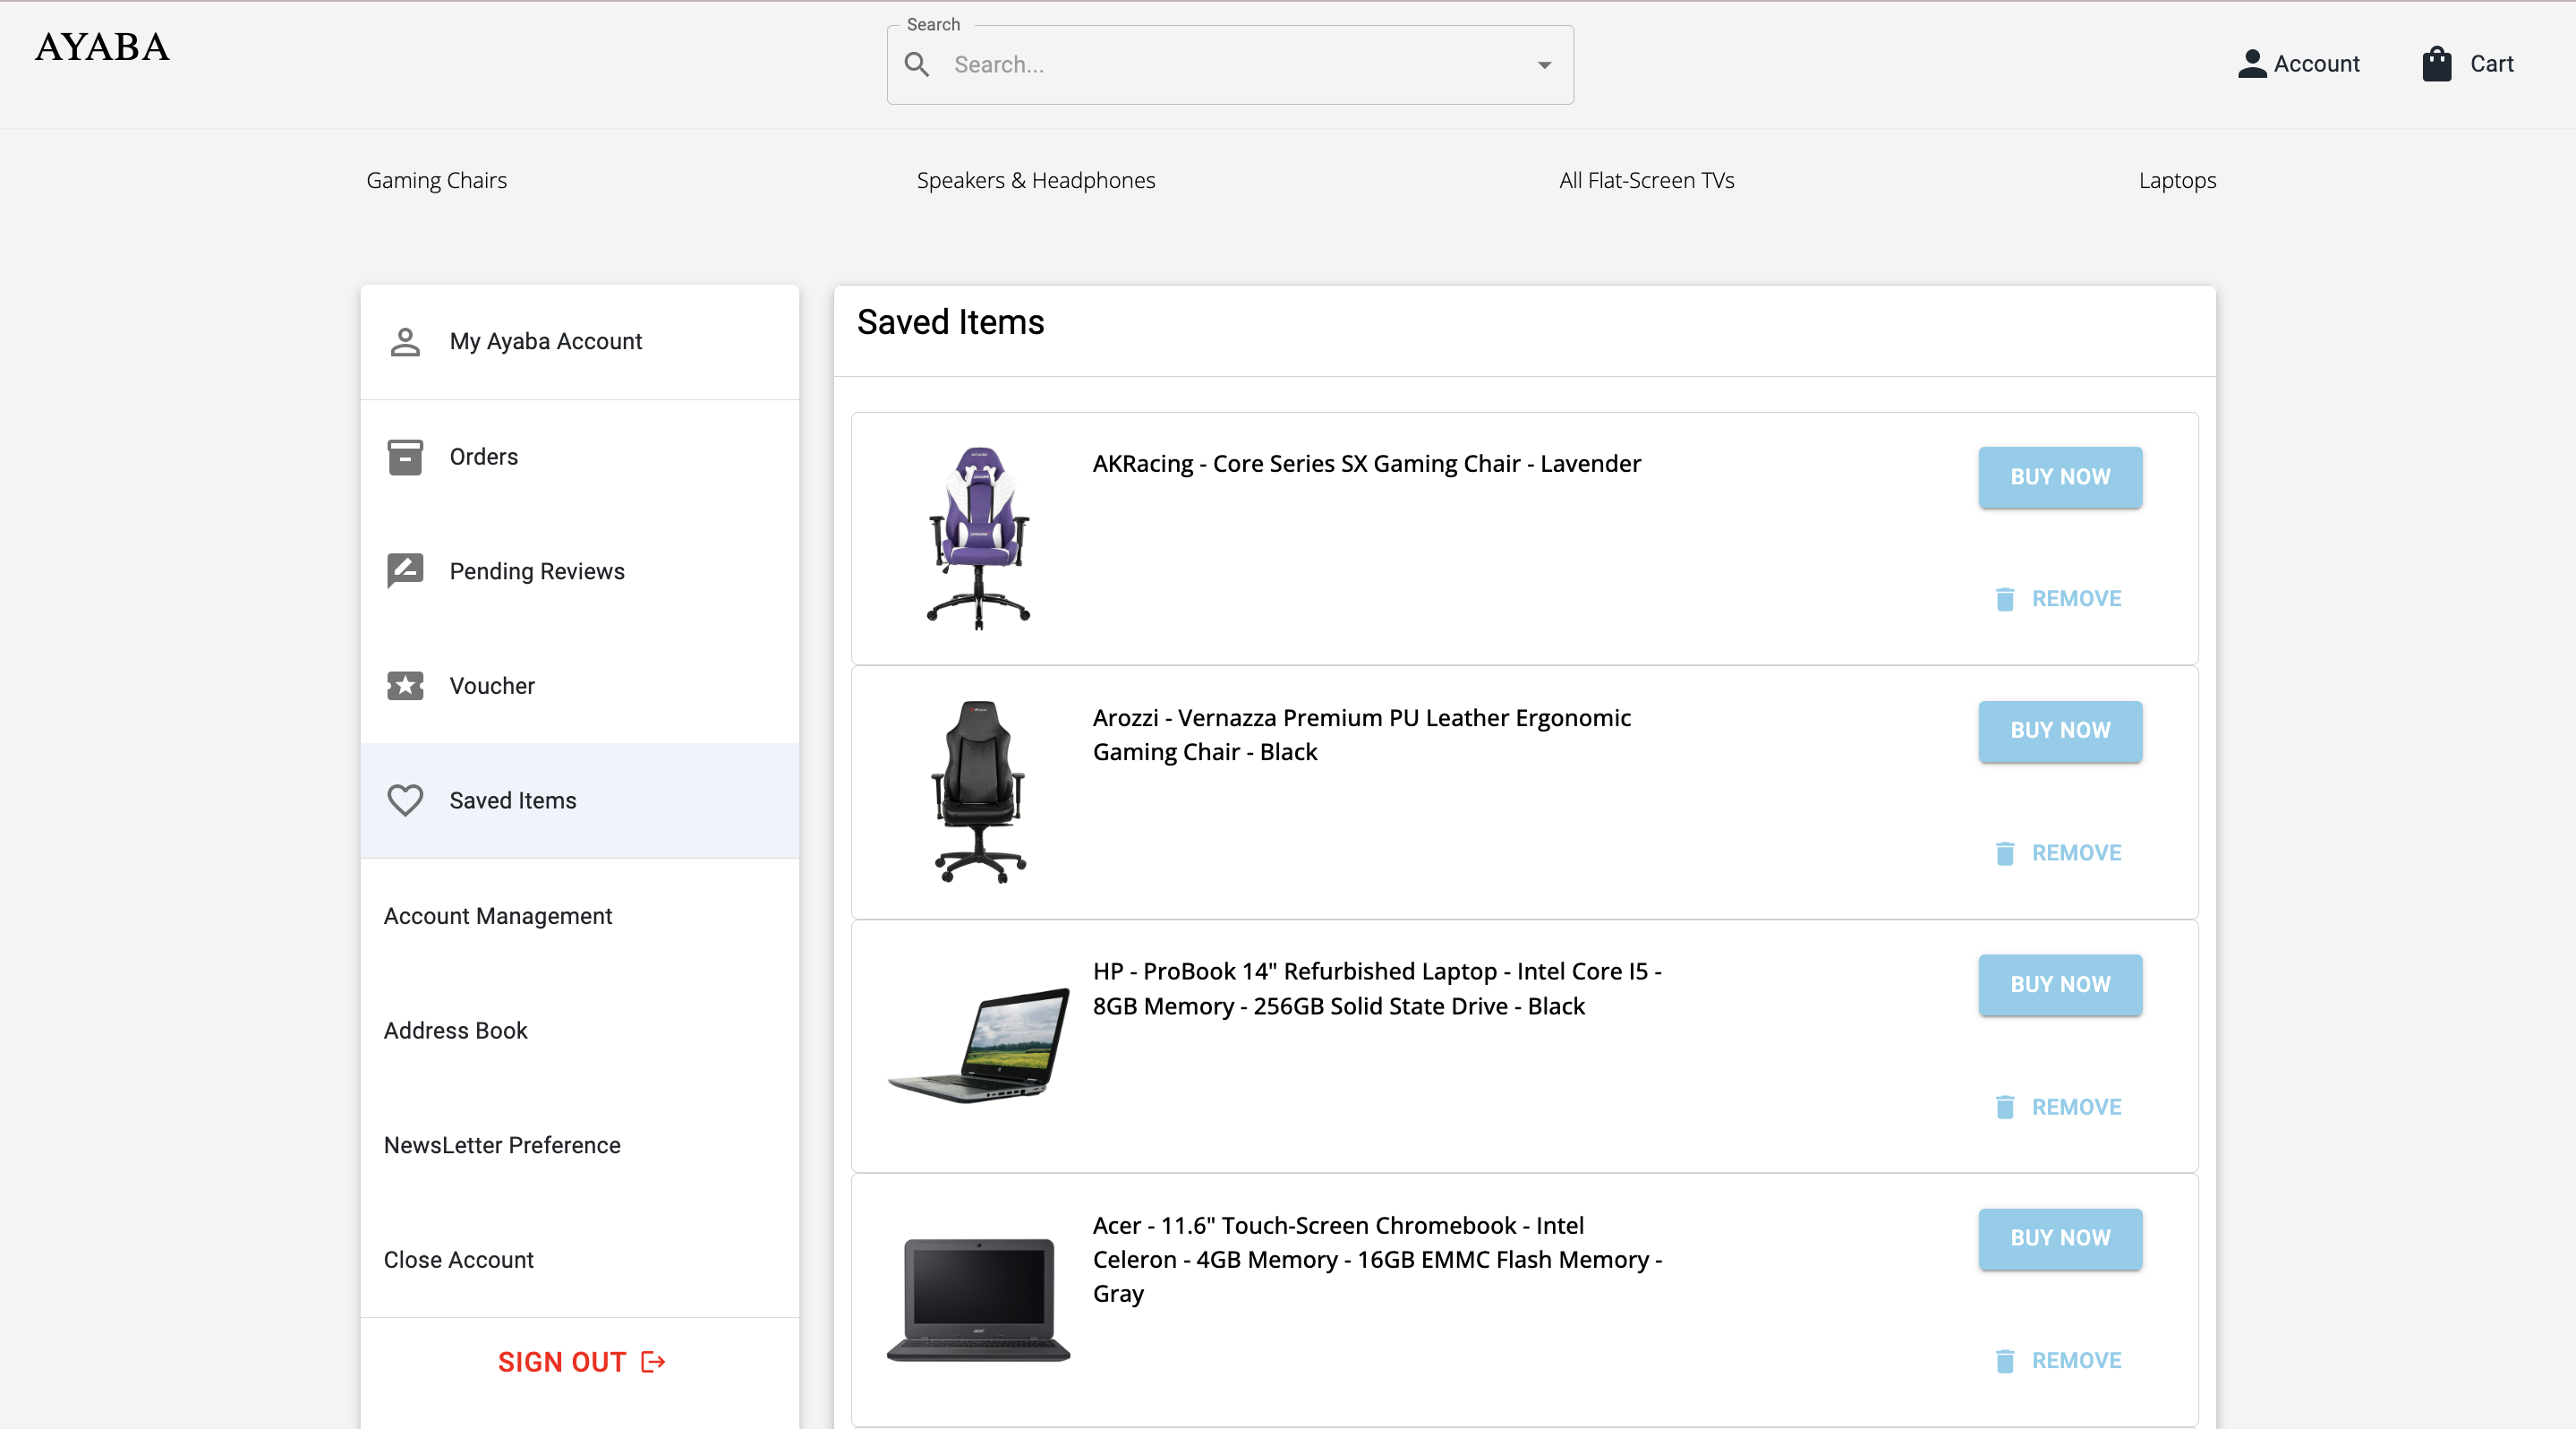 AYABA
Search
Search...
Account
Cart
Gaming Chairs
Speakers & Headphones
All Flat-Screen TVs
Laptops
My Ayaba Account
Orders
Pending Reviews
Voucher
Saved Items
Account Management
Address Book
NewsLetter Preference
Close Account
SIGN OUT
Saved Items
AKRacing - Core Series SX Gaming Chair - Lavender
BUY NOW
REMOVE
Arozzi - Vernazza Premium PU Leather Ergonomic
Gaming Chair - Black
BUY NOW
REMOVE
HP - ProBook 14" Refurbished Laptop - Intel Core I5 -
8GB Memory - 256GB Solid State Drive - Black
BUY NOW
REMOVE
Acer - 11.6" Touch-Screen Chromebook - Intel
Celeron - 4GB Memory - 16GB EMMC Flash Memory -
Gray
BUY NOW
REMOVE